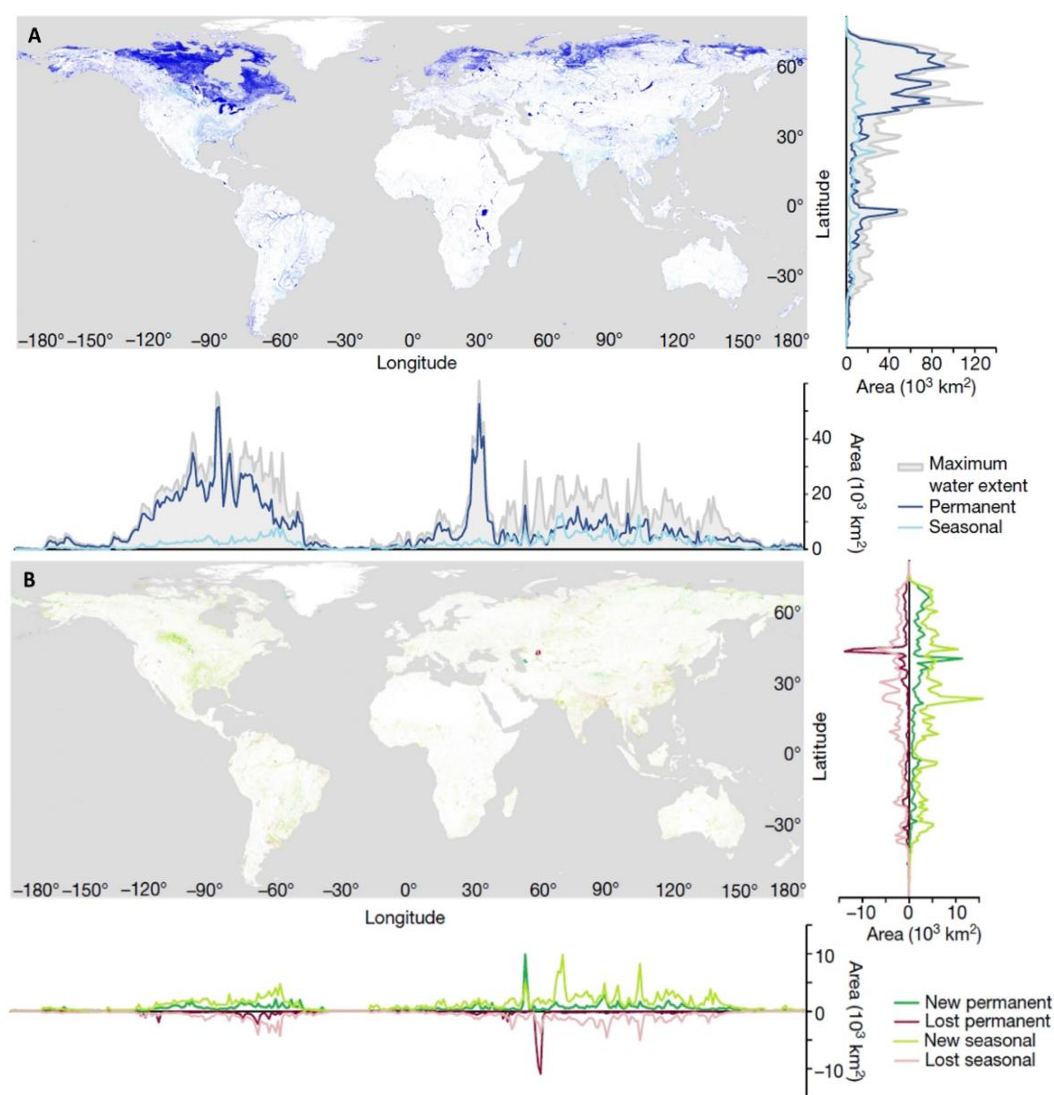 A
60°
30°
0°
−30°
Latitude
−180° −150° −120° −90° −60° −30° 0° 30° 60° 90° 120° 150° 180°
Longitude
0 40 80 120
Area (10³ km²)
40
20
0
Area (10³ km²)
Maximum
water extent
Permanent
Seasonal
B
60°
30°
0°
−30°
Latitude
−180° −150° −120° −90° −60° −30° 0° 30° 60° 90° 120° 150° 180°
Longitude
−10 0 10
Area (10³ km²)
10
0
−10
Area (10³ km²)
New permanent
Lost permanent
New seasonal
Lost seasonal